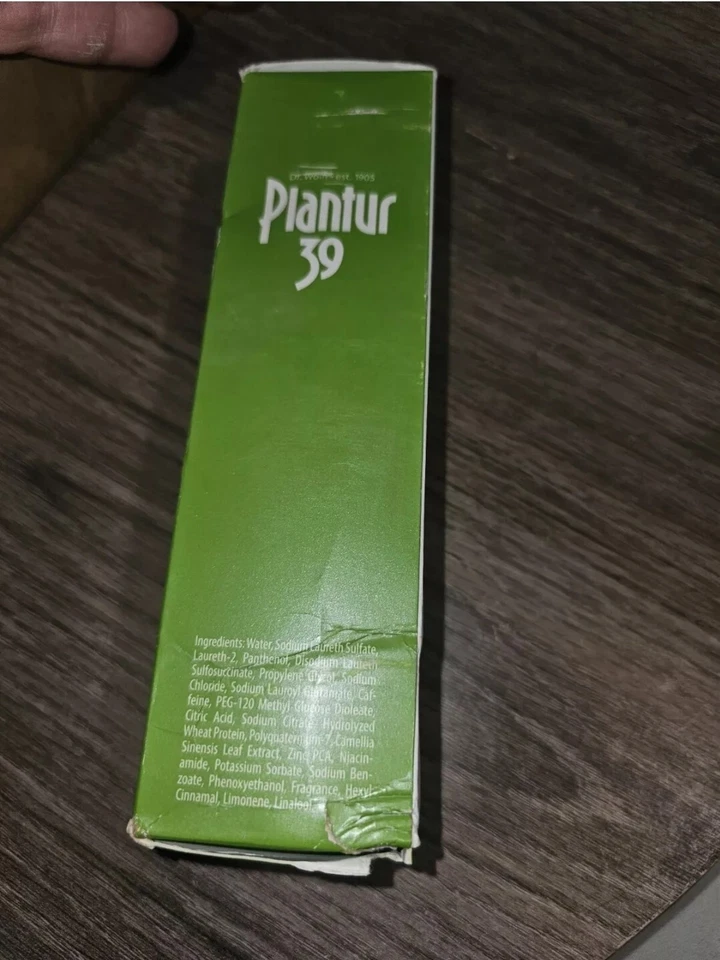 Dr. Wolff est. 1905
Plantur
39
Ingredients: Water, Sodium Laureth Sulfate,
Laureth-2, Panthenol, Disodium Laureth
Sulfosuccinate, Propylene Glycol, Sodium
Chloride, Sodium Lauroyl Glutamate, Caf-
feine, PEG-120 Methyl Glucose Dioleate,
Citric Acid, Sodium Citrate, Hydrolyzed
Wheat Protein, Polyquaternium-7, Camellia
Sinensis Leaf Extract, Zinc PCA, Niacin-
amide, Potassium Sorbate, Sodium Ben-
zoate, Phenoxyethanol, Fragrance, Hexyl
Cinnamal, Limonene, Linalool